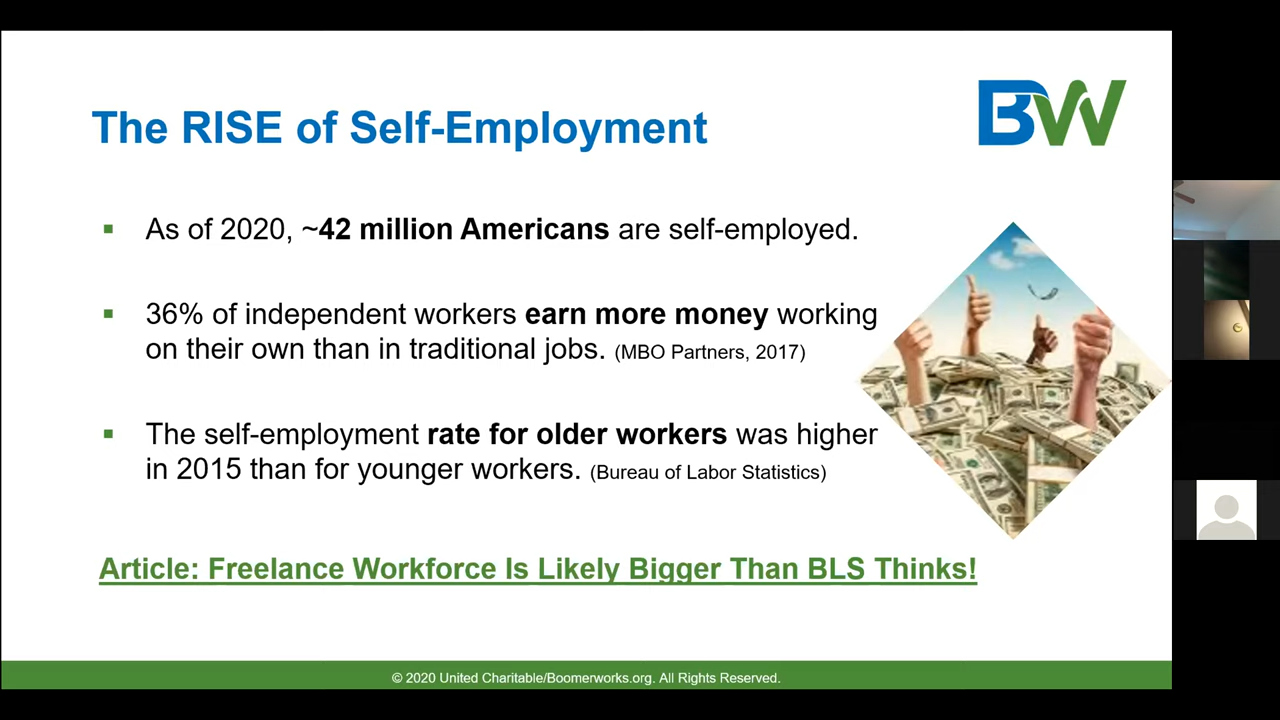 The RISE of Self-Employment
BW
▪ As of 2020, ~42 million Americans are self-employed.
▪ 36% of independent workers earn more money working
on their own than in traditional jobs. (MBO Partners, 2017)
▪ The self-employment rate for older workers was higher
in 2015 than for younger workers. (Bureau of Labor Statistics)
Article: Freelance Workforce Is Likely Bigger Than BLS Thinks!
© 2020 United Charitable/Boomerworks.org. All Rights Reserved.